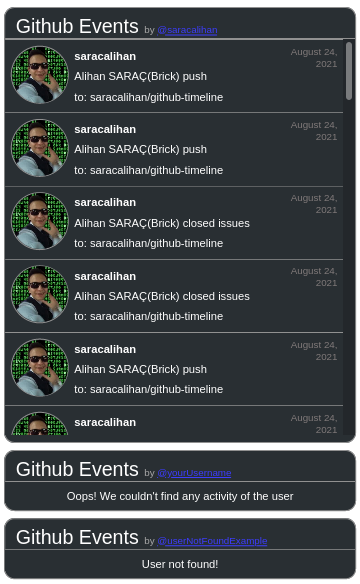 Github Events by @saracalihan
saracalihan August 24, 2021
Alihan SARAÇ(Brick) push
to: saracalihan/github-timeline
saracalihan August 24, 2021
Alihan SARAÇ(Brick) push
to: saracalihan/github-timeline
saracalihan August 24, 2021
Alihan SARAÇ(Brick) closed issues
to: saracalihan/github-timeline
saracalihan August 24, 2021
Alihan SARAÇ(Brick) closed issues
to: saracalihan/github-timeline
saracalihan August 24, 2021
Alihan SARAÇ(Brick) push
to: saracalihan/github-timeline
saracalihan August 24, 2021
Github Events by @yourUsername
Oops! We couldn't find any activity of the user
Github Events by @userNotFoundExample
User not found!